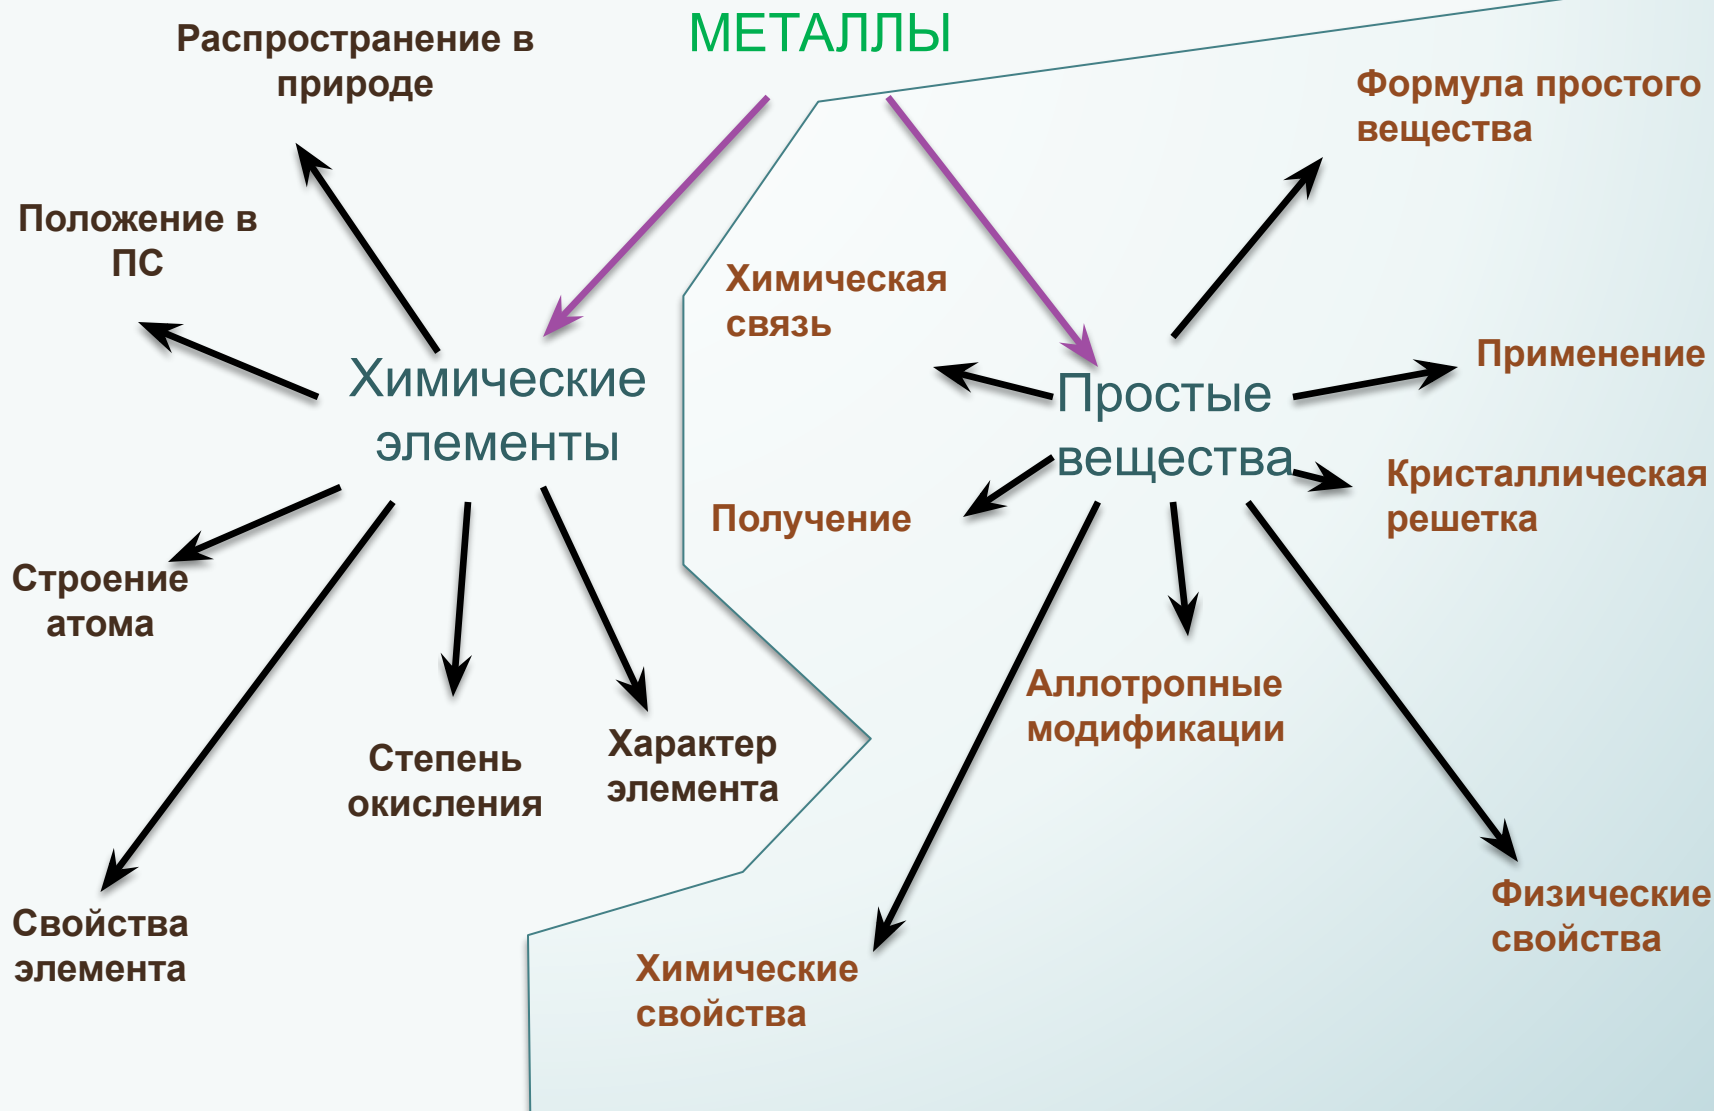 МЕТАЛЛЫ
Распространение в
природе
Положение в
ПС
Химические
элементы
Строение
атома
Степень
окисления
Характер
элемента
Свойства
элемента
Формула простого
вещества
Химическая
связь
Применение
Простые
вещества
Кристаллическая
решетка
Получение
Аллотропные
модификации
Физические
свойства
Химические
свойства